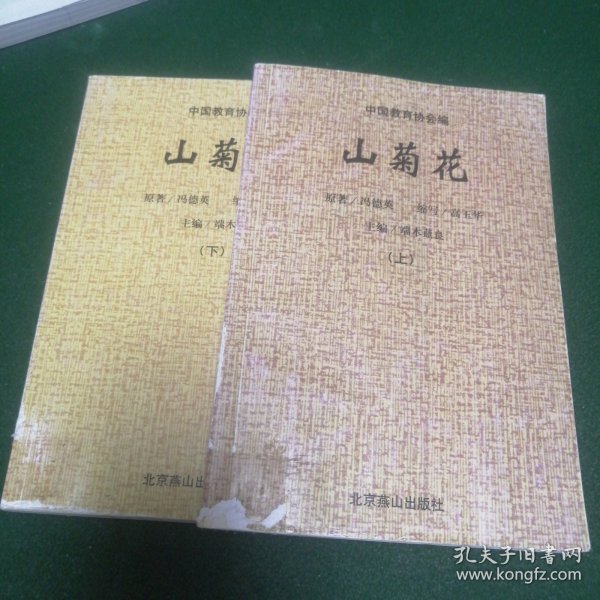 中国教育协
山菊
原著/冯德英 缩
主编/端木
(下)
北京燕山出
中国教育协会编
山菊花
原著/冯德英 缩写/高玉华
主编/端木蕴良
(上)
北京燕山出版社
孔夫子旧书网
www.kongfz.com